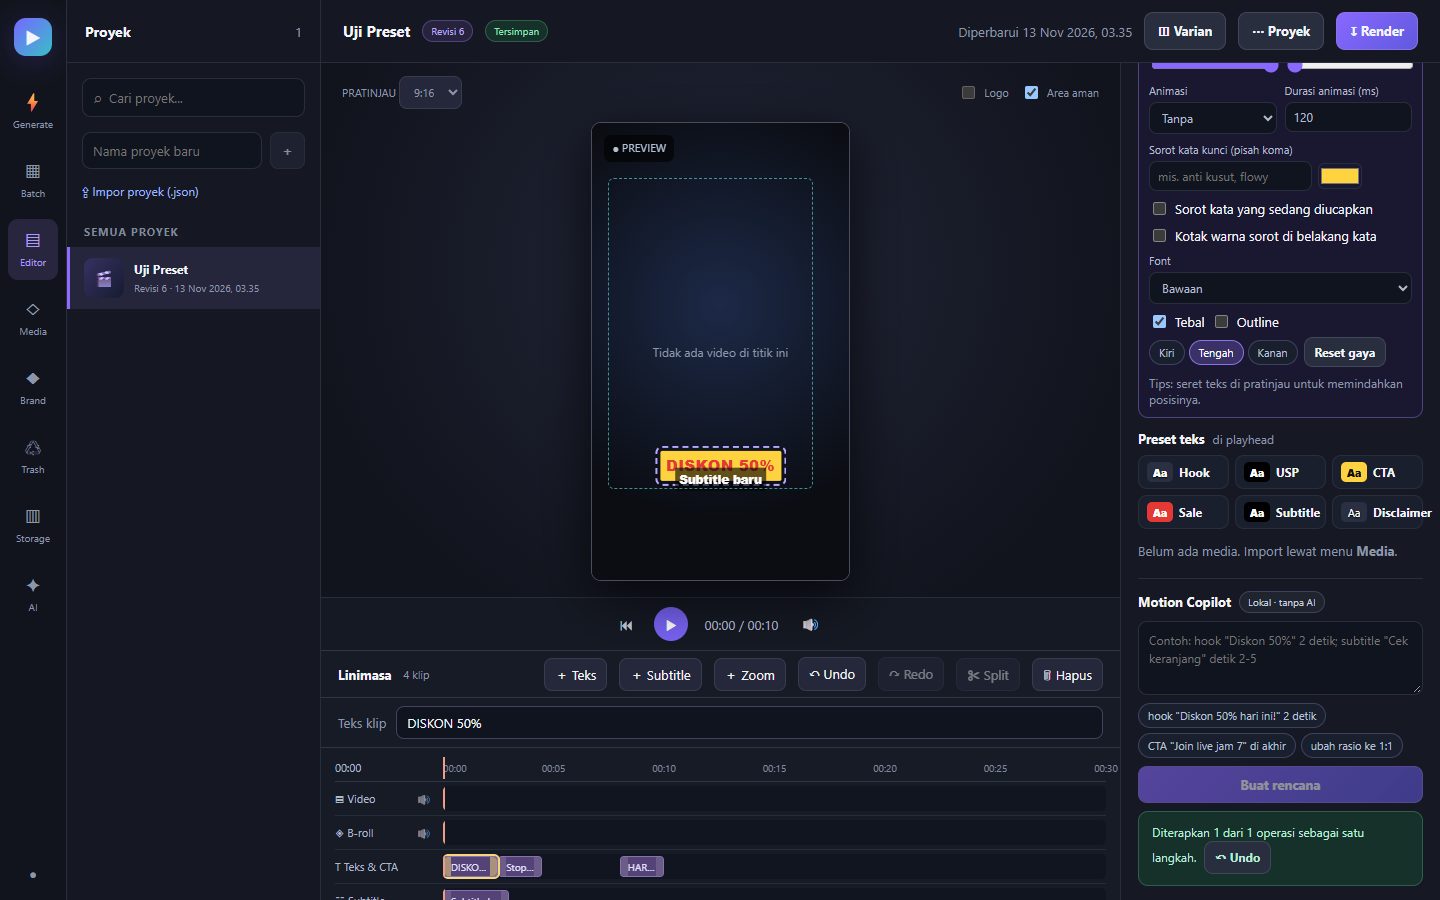 Generate
Batch
Editor
Media
Brand
Trash
Storage
AI
Proyek
1
Cari proyek...
Nama proyek baru
+
Impor proyek (.json)
SEMUA PROYEK
Uji Preset
Revisi 6 · 13 Nov 2026, 03.35
Uji Preset
Revisi 6
Tersimpan
Diperbarui 13 Nov 2026, 03.35
Varian
Proyek
Render
PRATINJAU
9:16
Logo
Area aman
PREVIEW
Tidak ada video di titik ini
DISKON 50%
Subtitle baru
00:00 / 00:10
Linimasa
4 klip
+ Teks
+ Subtitle
+ Zoom
Undo
Redo
Split
Hapus
Teks klip
DISKON 50%
00:00
00:00
00:05
00:10
00:15
00:20
00:25
00:30
Video
B-roll
T Teks & CTA
DISKO...
Stop...
HAR...
Animasi
Durasi animasi (ms)
Tanpa
120
Sorot kata kunci (pisah koma)
mis. anti kusut, flowy
Sorot kata yang sedang diucapkan
Kotak warna sorot di belakang kata
Font
Bawaan
Tebal
Outline
Kiri
Tengah
Kanan
Reset gaya
Tips: seret teks di pratinjau untuk memindahkan
posisinya.
Preset teks
di playhead
Aa Hook
Aa USP
Aa CTA
Aa Sale
Aa Subtitle
Aa Disclaimer
Belum ada media. Import lewat menu Media.
Motion Copilot
Lokal · tanpa AI
Contoh: hook "Diskon 50%" 2 detik; subtitle "Cek
keranjang" detik 2-5
hook "Diskon 50% hari ini!" 2 detik
CTA "Join live jam 7" di akhir
ubah rasio ke 1:1
Buat rencana
Diterapkan 1 dari 1 operasi sebagai satu
langkah.
Undo